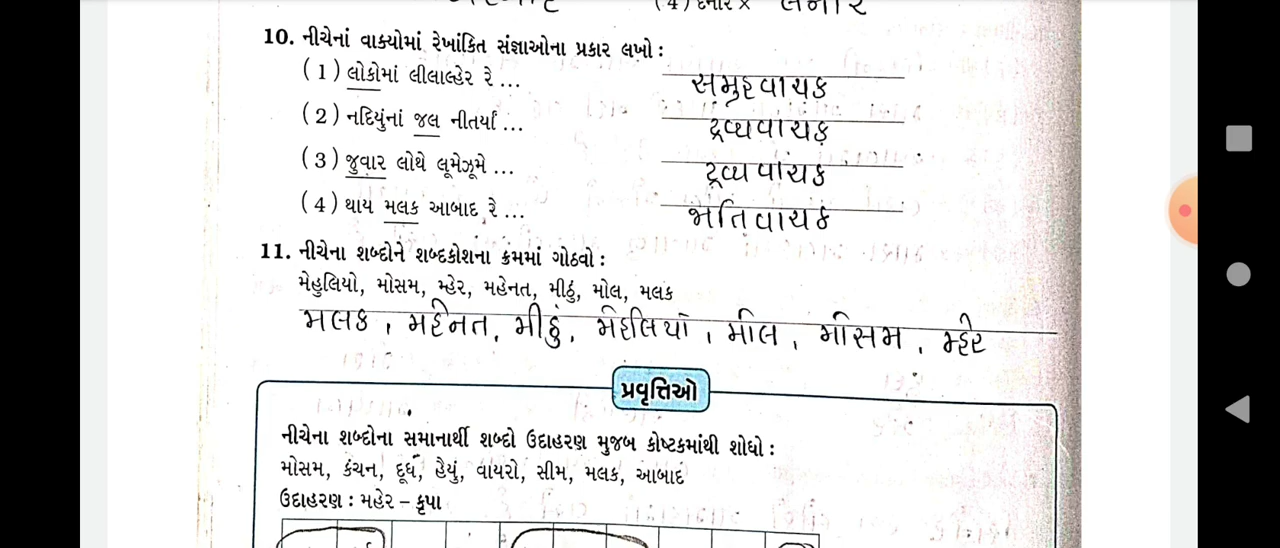 (4) દેનાર × લેનાર
10. નીચેનાં વાક્યોમાં રેખાંકિત સંજ્ઞાઓના પ્રકાર લખો :
(1) લોકોમાં લીલાલ્હેર રે ... સમુહવાચક
(2) નદિયુંનાં જલ નીતર્યાં ... દ્રવ્યવાચક
(3) જુવાર લોથે લૂમેઝૂમે ... દ્રવ્યવાચક
(4) થાય મલક આબાદ રે ... જાતિવાચક
11. નીચેના શબ્દોને શબ્દકોશના ક્રમમાં ગોઠવો :
મેહુલિયો, મોસમ, મ્હેર, મહેનત, મીઠું, મોલ, મલક
મલક, મહેનત, મીઠું, મેહુલિયો, મોલ, મોસમ, મ્હેર
પ્રવૃત્તિઓ
નીચેના શબ્દોના સમાનાર્થી શબ્દો ઉદાહરણ મુજબ કોષ્ટકમાંથી શોધો :
મોસમ, કંચન, દૂધ, હૈયું, વાયરો, સીમ, મલક, આબાદ
ઉદાહરણ : મહેર – કૃપા